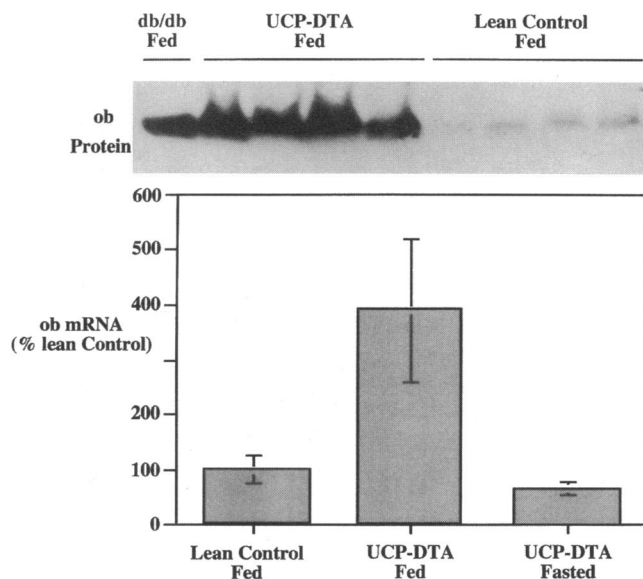 db/db
Fed
UCP-DTA
Fed
Lean Control
Fed
ob
Protein
600
500
400
200
100
0
ob mRNA
(% lean Control)
Lean Control
Fed
UCP-DTA
Fed
UCP-DTA
Fasted